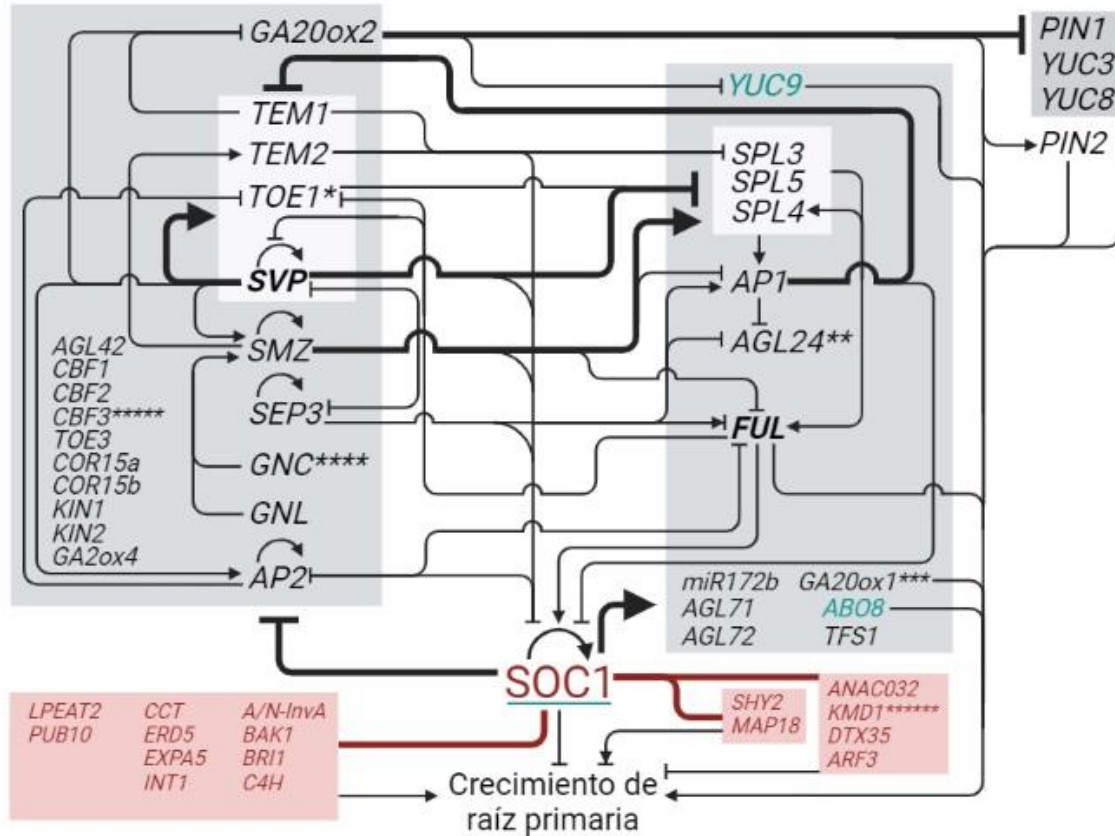 GA20ox2
TEM1
TEM2
TOE1*
SVP
SMZ
SEP3
GNC****
GNL
AP2
AGL42
CBF1
CBF2
CBF3*****
TOE3
COR15a
COR15b
KIN1
KIN2
GA2ox4
YUC9
SPL3
SPL5
SPL4
AP1
AGL24**
FUL
miR172b GA20ox1***
AGL71 ABO8
AGL72 TFS1
PIN1
YUC3
YUC8
PIN2
SOC1
LPEAT2 CCT A/N-InvA
PUB10 ERD5 BAK1
EXPA5 BRI1
INT1 C4H
SHY2
MAP18
ANAC032
KMD1******
DTX35
ARF3
Crecimiento de
raíz primaria